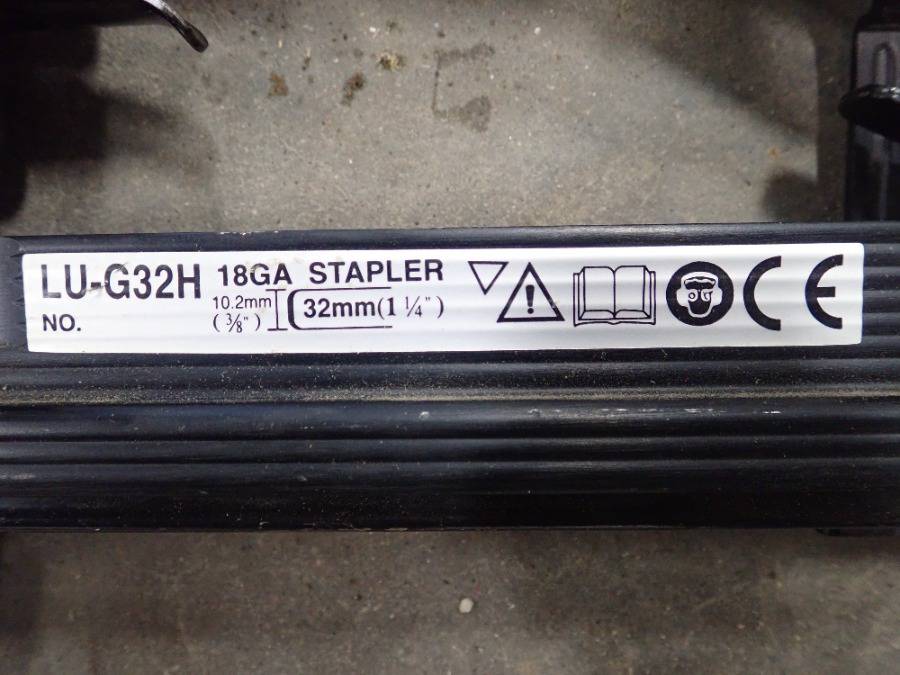 LU-G32H 18GA STAPLER
10.2mm
(3/8") 32mm(1 1/4")
NO.
CE